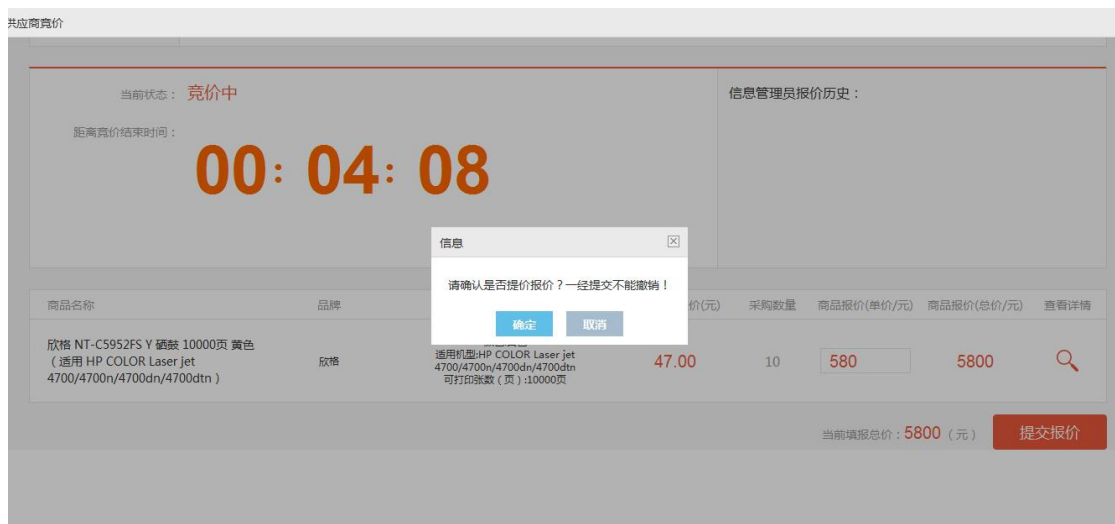 供应商竞价
当前状态： 竞价中
信息管理员报价历史：
距离竞价结束时间：
00: 04: 08
信息
请确认是否提价报价？一经提交不能撤销！
确定 取消
商品名称 品牌 价(元) 采购数量 商品报价(单价/元) 商品报价(总价/元) 查看详情
欣格 NT-C5952FS Y 硒鼓 10000页 黄色
（适用 HP COLOR Laser jet
4700/4700n/4700dn/4700dtn）
欣格
适用机型:HP COLOR Laser jet
4700/4700n/4700dn/4700dtn
可打印张数（页）:10000页
47.00 10 580 5800
当前填报总价：5800（元） 提交报价